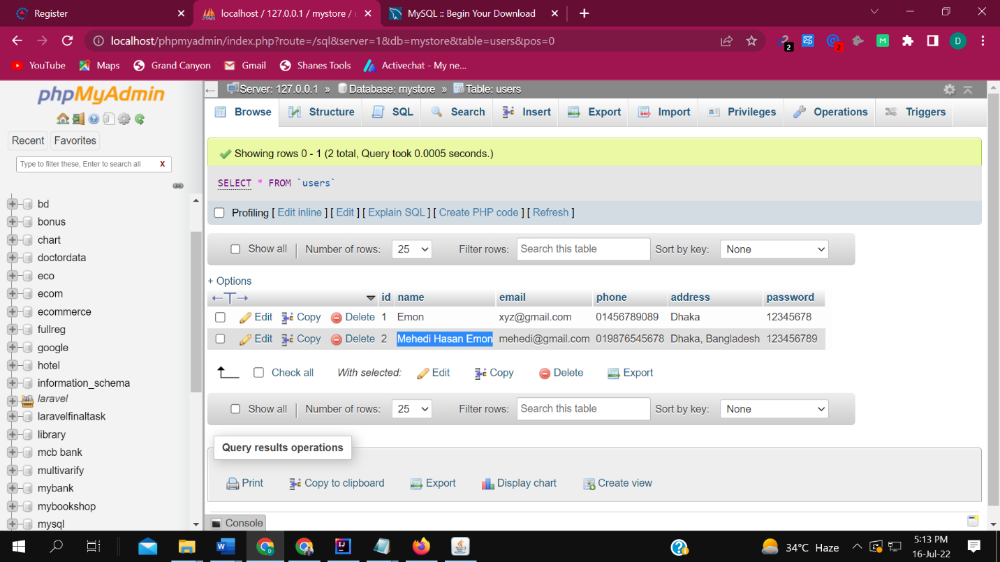 Register
localhost / 127.0.0.1 / mystore / u
MySQL :: Begin Your Download
localhost/phpmyadmin/index.php?route=/sql&server=1&db=mystore&table=users&pos=0
2
2
M
D
YouTube Maps Grand Canyon Gmail Shanes Tools Activechat - My ne...
phpMyAdmin
Recent Favorites
Type to filter these, Enter to search all X
bd
bonus
chart
doctordata
eco
ecom
ecommerce
fullreg
google
hotel
information_schema
laravel
laravelfinaltask
library
mcb bank
multivarify
mybank
mybookshop
mysql
Server: 127.0.0.1 » Database: mystore » Table: users
Browse Structure SQL Search Insert Export Import Privileges Operations Triggers
Showing rows 0 - 1 (2 total, Query took 0.0005 seconds.)
SELECT * FROM `users`
Profiling [ Edit inline ] [ Edit ] [ Explain SQL ] [ Create PHP code ] [ Refresh ]
Show all Number of rows: 25 Filter rows: Search this table Sort by key: None
+ Options
←T→ id name email phone address password
Edit Copy Delete 1 Emon xyz@gmail.com 01456789089 Dhaka 12345678
Edit Copy Delete 2 Mehedi Hasan Emon mehedi@gmail.com 019876545678 Dhaka, Bangladesh 123456789
Check all With selected: Edit Copy Delete Export
Show all Number of rows: 25 Filter rows: Search this table Sort by key: None
Query results operations
Print Copy to clipboard Export Display chart Create view
Console
34°C Haze
5:13 PM
16-Jul-22